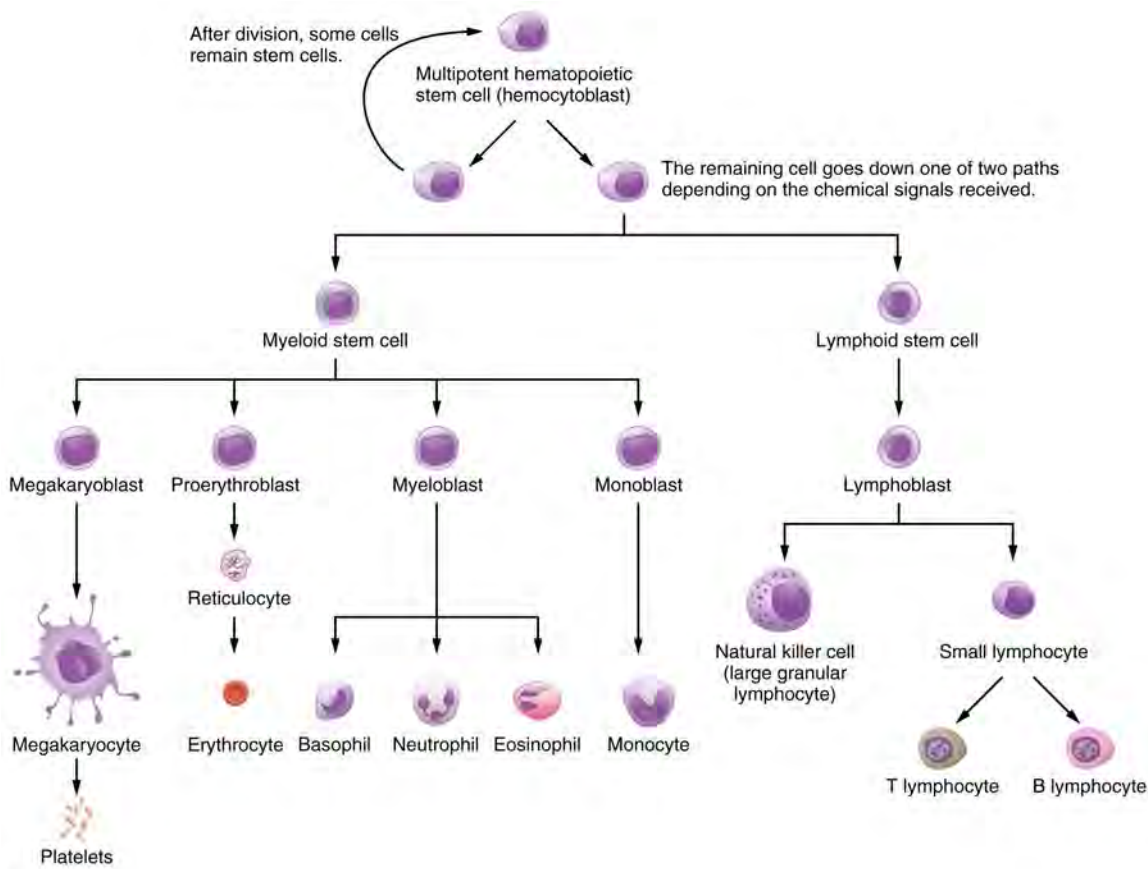 After division, some cells
remain stem cells.
Multipotent hematopoietic
stem cell (hemocytoblast)
The remaining cell goes down one of two paths
depending on the chemical signals received.
Myeloid stem cell
Lymphoid stem cell
Megakaryoblast
Proerythroblast
Myeloblast
Monoblast
Lymphoblast
Reticulocyte
Natural killer cell
(large granular
lymphocyte)
Small lymphocyte
Megakaryocyte
Erythrocyte
Basophil
Neutrophil
Eosinophil
Monocyte
T lymphocyte
B lymphocyte
Platelets